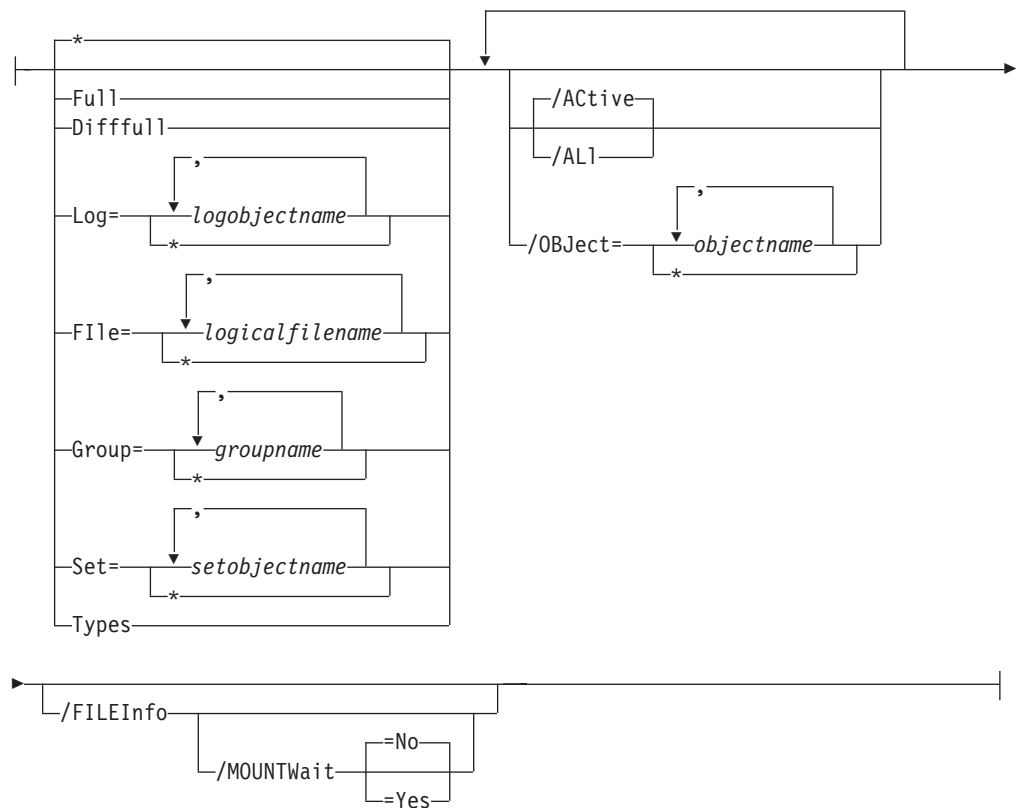 *
Full
Difffull
/ACtive
/ALl
,
Log= logobjectname
*
,
/OBJect= objectname
*
,
FIle= logicalfilename
*
,
Group= groupname
*
,
Set= setobjectname
*
Types
/FILEInfo
=No
/MOUNTWait
=Yes